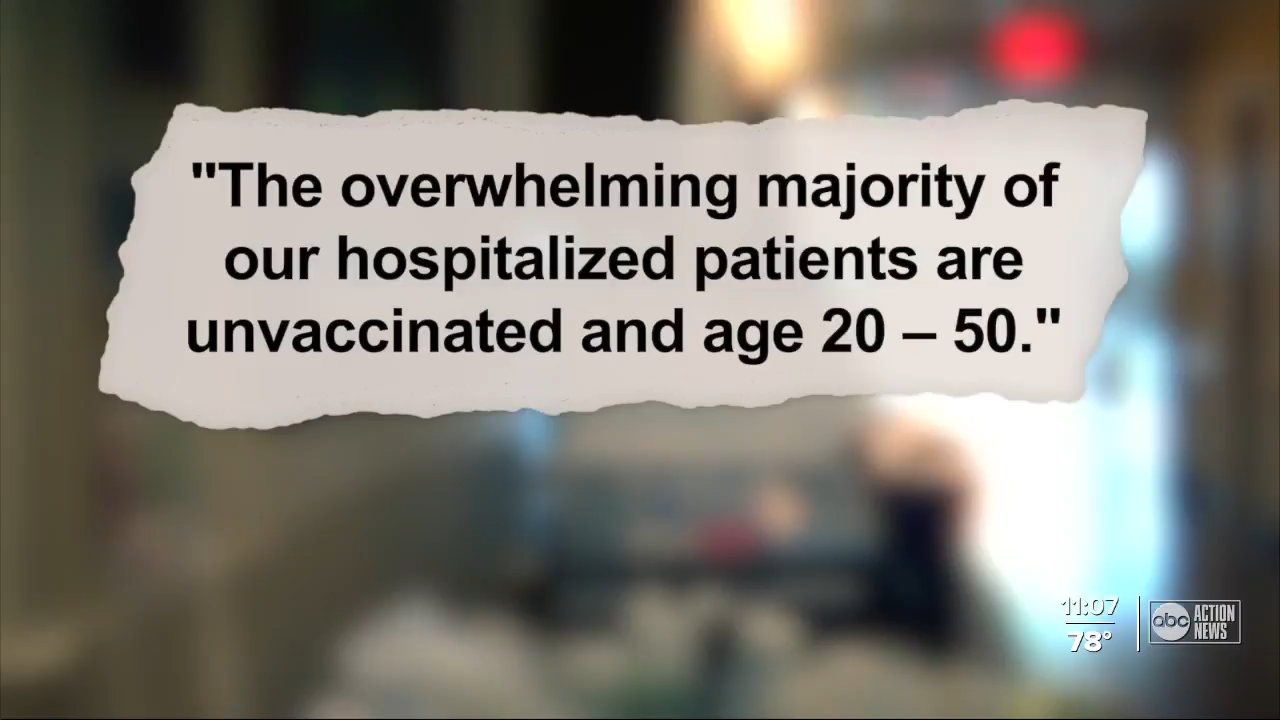 "The overwhelming majority of
our hospitalized patients are
unvaccinated and age 20 – 50."
11:07
78°
abc
ACTION
NEWS